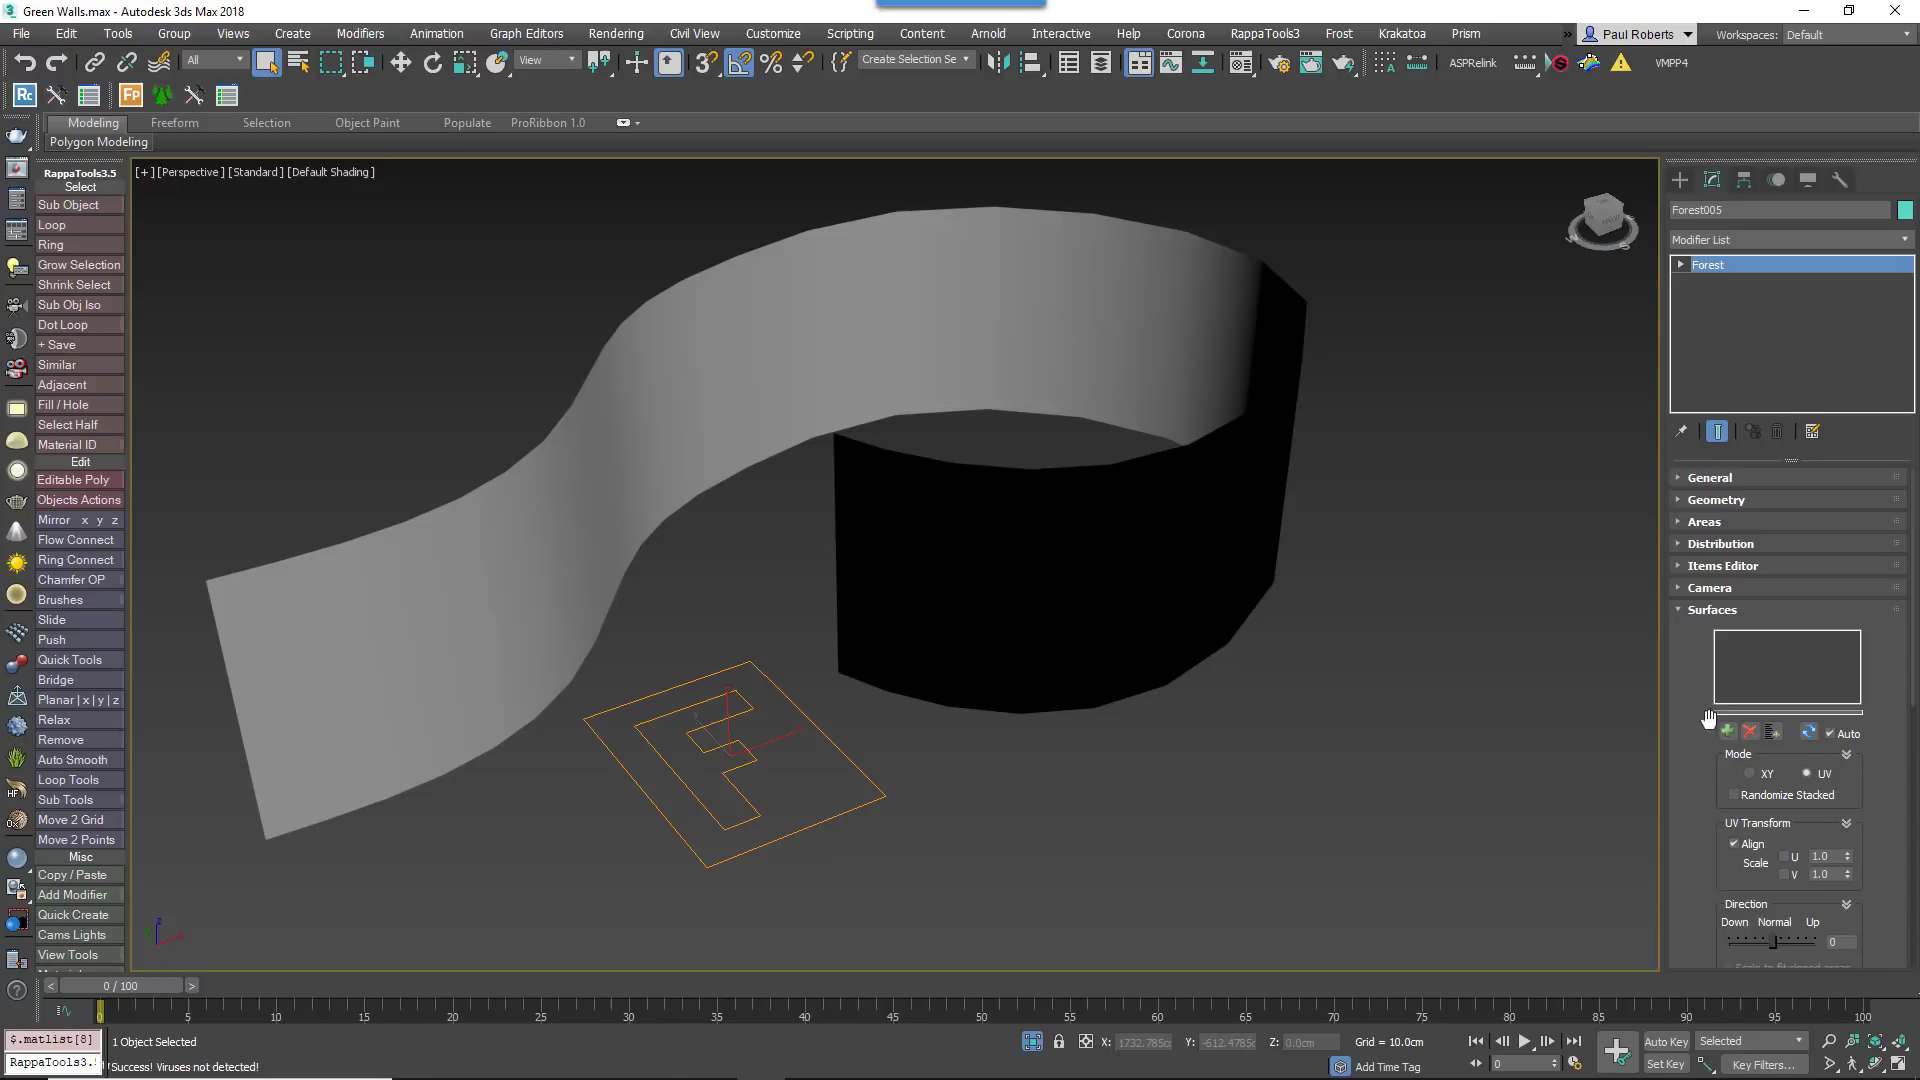 Green Walls.max - Autodesk 3ds Max 2018
File Edit Tools Group Views Create Modifiers Animation Graph Editors Rendering Civil View Customize Scripting Content Arnold Interactive Help Corona RappaTools3 Frost Krakatoa Prism » Paul Roberts Workspaces: Default
All View Create Selection Se ASPRelink VMPP4
Rc Fp
Modeling Freeform Selection Object Paint Populate ProRibbon 1.0
Polygon Modeling
[+] [Perspective ] [Standard ] [Default Shading ]
RappaTools3.5
Select
Sub Object
Loop
Ring
Grow Selection
Shrink Select
Sub Obj Iso
Dot Loop
+ Save
Similar
Adjacent
Fill / Hole
Select Half
Material ID
Edit
Editable Poly
Objects Actions
Mirror x y z
Flow Connect
Ring Connect
Chamfer OP
Brushes
Slide
Push
Quick Tools
Bridge
Planar | x | y | z
Relax
Remove
Auto Smooth
Loop Tools
Sub Tools
Move 2 Grid
Move 2 Points
Misc
Copy / Paste
Add Modifier
Quick Create
Cams Lights
View Tools
Forest005
Modifier List
Forest
General
Geometry
Areas
Distribution
Items Editor
Camera
Surfaces
Auto
Mode
XY UV
Randomize Stacked
UV Transform
Align
Scale U 1.0
V 1.0
Direction
Down Normal Up
0
< 0 / 100 >
0 5 10 15 20 25 30 35 40 45 50 55 60 65 70 75 80 85 90 95 100
$.matlist[8] 1 Object Selected X: 1732.785c Y: -612.4785c Z: 0.0cm Grid = 10.0cm Auto Key Selected
RappaTools3.5 Success! Viruses not detected! Add Time Tag 0 Set Key Key Filters...